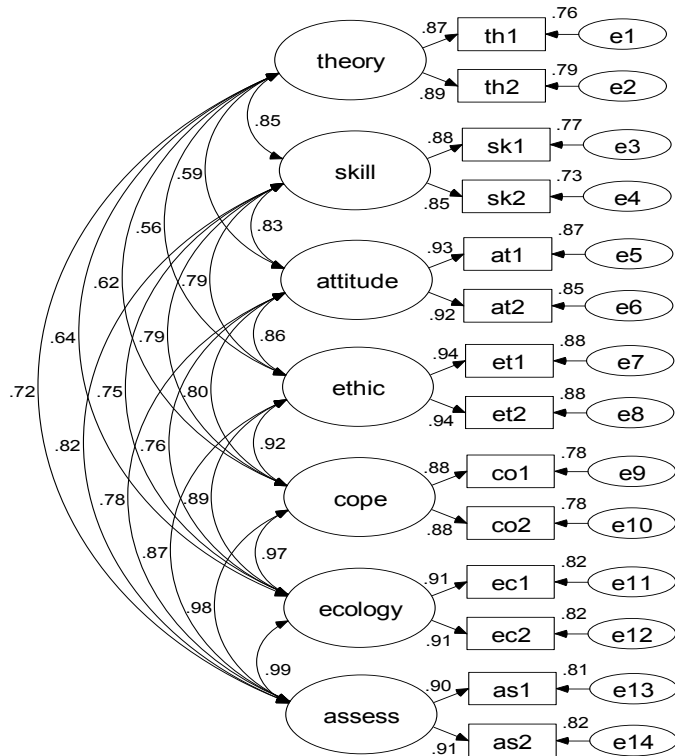 .87 th1 .76 e1
theory
.89 th2 .79 e2
.85
.88 sk1 .77 e3
skill
.59
.85 sk2 .73 e4
.83
.56
.93 at1 .87 e5
attitude
.62 .79
.92 at2 .85 e6
.64 .79 .86
.94 et1 .88 e7
.72 .75 .80 ethic
.94 et2 .88 e8
.82 .76 .92
.88 co1 .78 e9
.78 .89 cope
.88 co2 .78 e10
.87 .97
.91 ec1 .82 e11
.98 ecology
.91 ec2 .82 e12
.99
.90 as1 .81 e13
assess
.91 as2 .82 e14